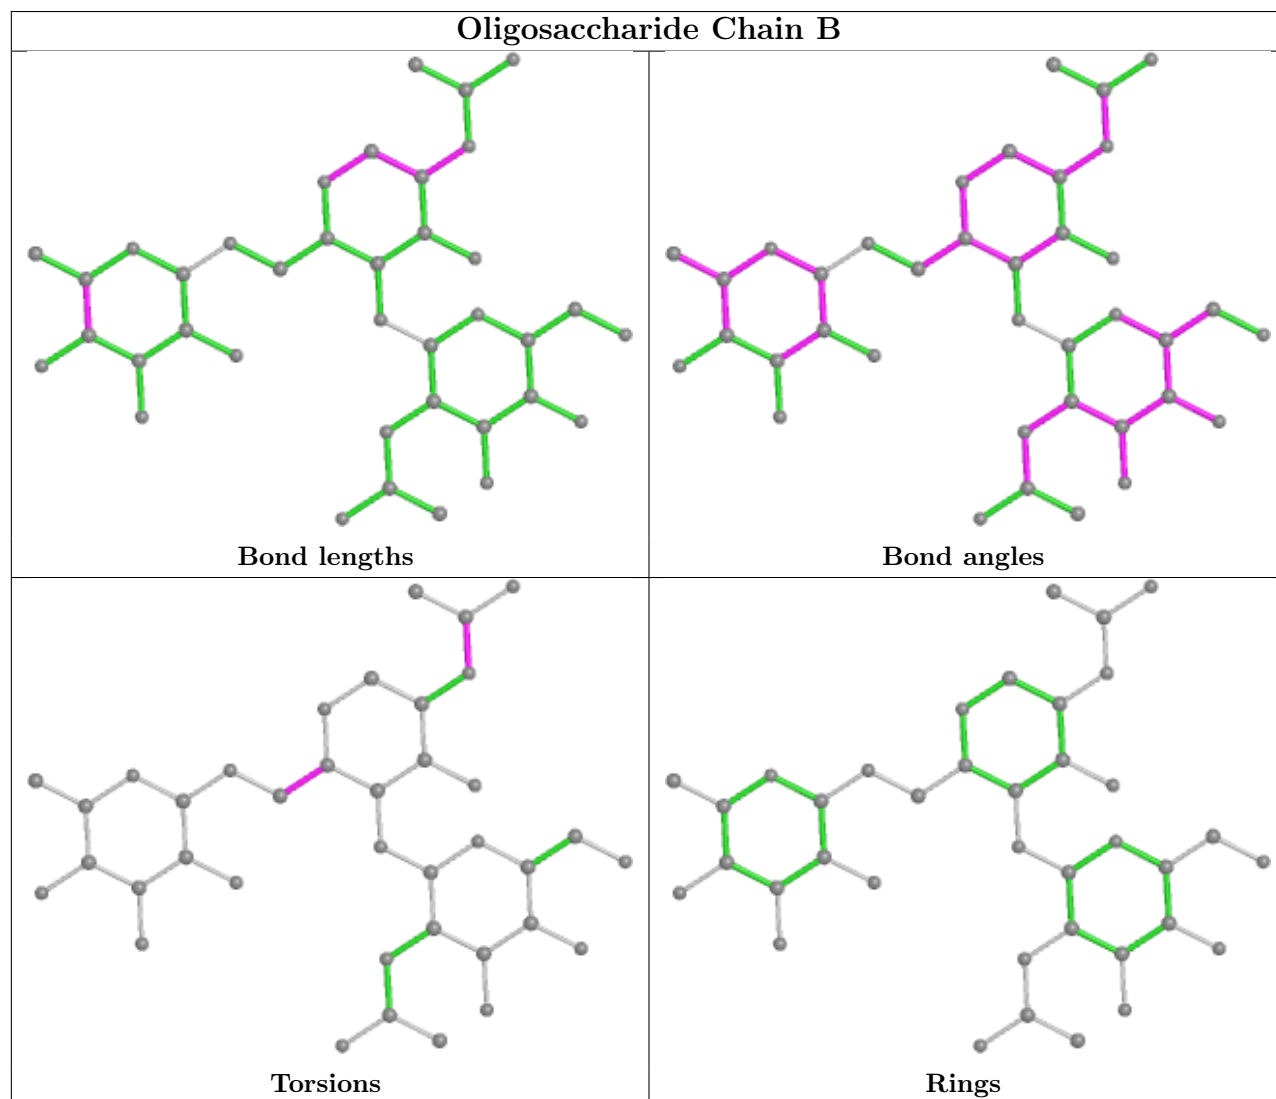 Oligosaccharide Chain B
Bond lengths
Bond angles
Torsions
Rings